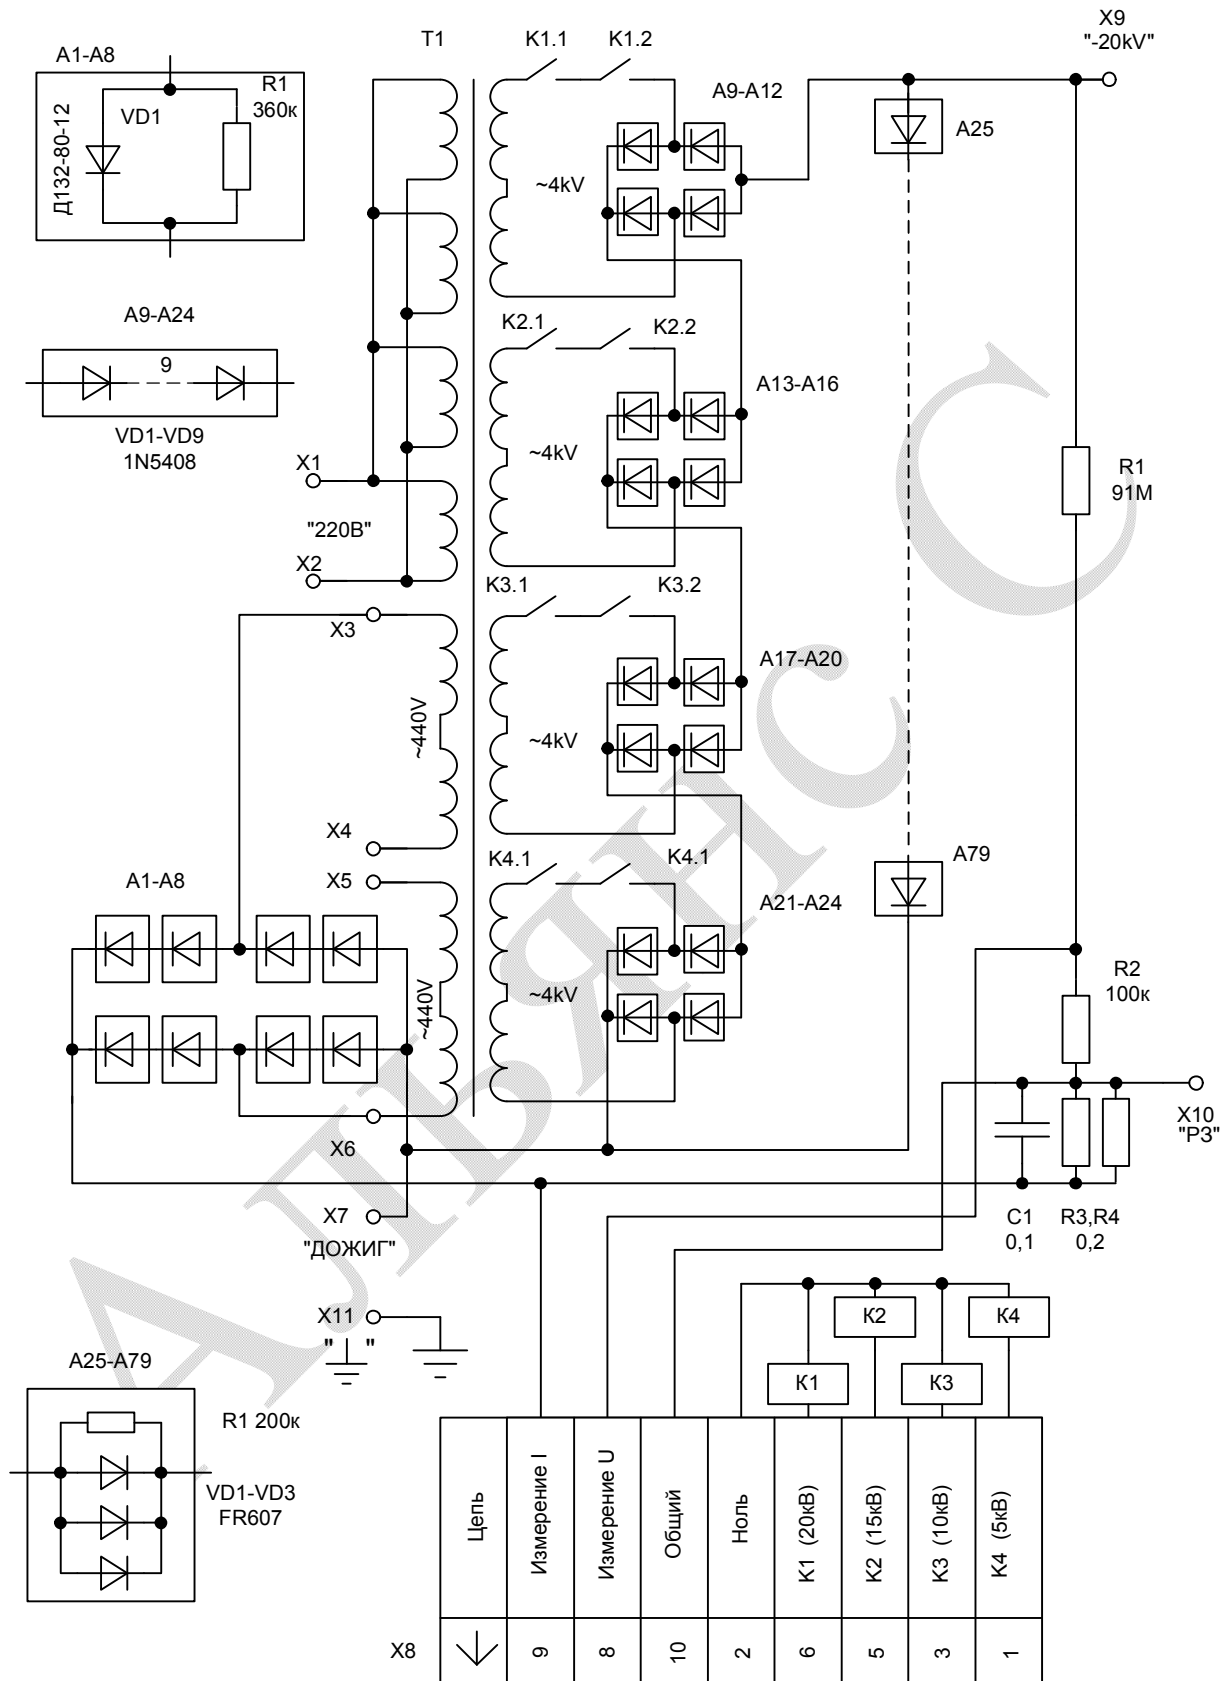 X9
"-20kV"
T1
K1.1
K1.2
A1-A8
R1
360к
VD1
Д132-80-12
A9-A12
A25
~4kV
A9-A24
9
VD1-VD9
1N5408
K2.1
K2.2
A13-A16
~4kV
X1
"220В"
X2
R1
91M
K3.1
K3.2
X3
A17-A20
~440V
~4kV
X4
K4.1
K4.1
A79
A1-A8
X5
A21-A24
~440V
~4kV
R2
100к
X6
X10
"РЗ"
X7
"ДОЖИГ"
C1
0,1
R3,R4
0,2
X11
" "
K2
K4
K1
K3
A25-A79
R1 200к
VD1-VD3
FR607
Цепь
Измерение I
Измерение U
Общий
Ноль
K1 (20кВ)
K2 (15кВ)
K3 (10кВ)
K4 (5кВ)
X8
9
8
10
2
6
5
3
1
АЛЬЯНС С